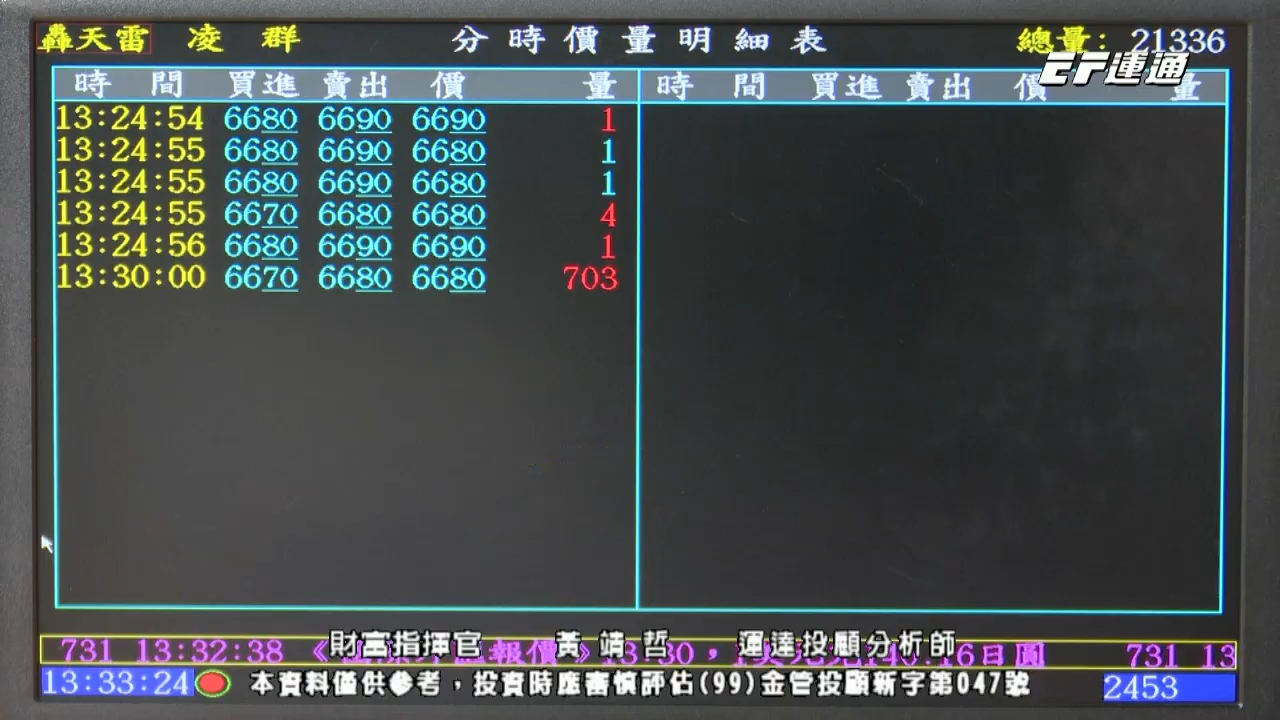 轟天雷 凌 群 分 時 價 量 明 細 表 總量: 21336
EF運通
時 間 買進 賣出 價 量 時 間 買進 賣出 價 量
13:24:54 6680 6690 6690 1
13:24:55 6680 6690 6680 1
13:24:55 6680 6690 6680 1
13:24:55 6670 6680 6680 4
13:24:56 6680 6690 6690 1
13:30:00 6670 6680 6680 703
財富指揮官 黃靖哲 運達投顧分析師
731 13:32:38 報價》13:30, 日圓 731 13
13:33:24 本資料僅供參考,投資時應審慎評估(99)金管投顧新字第047號 2453